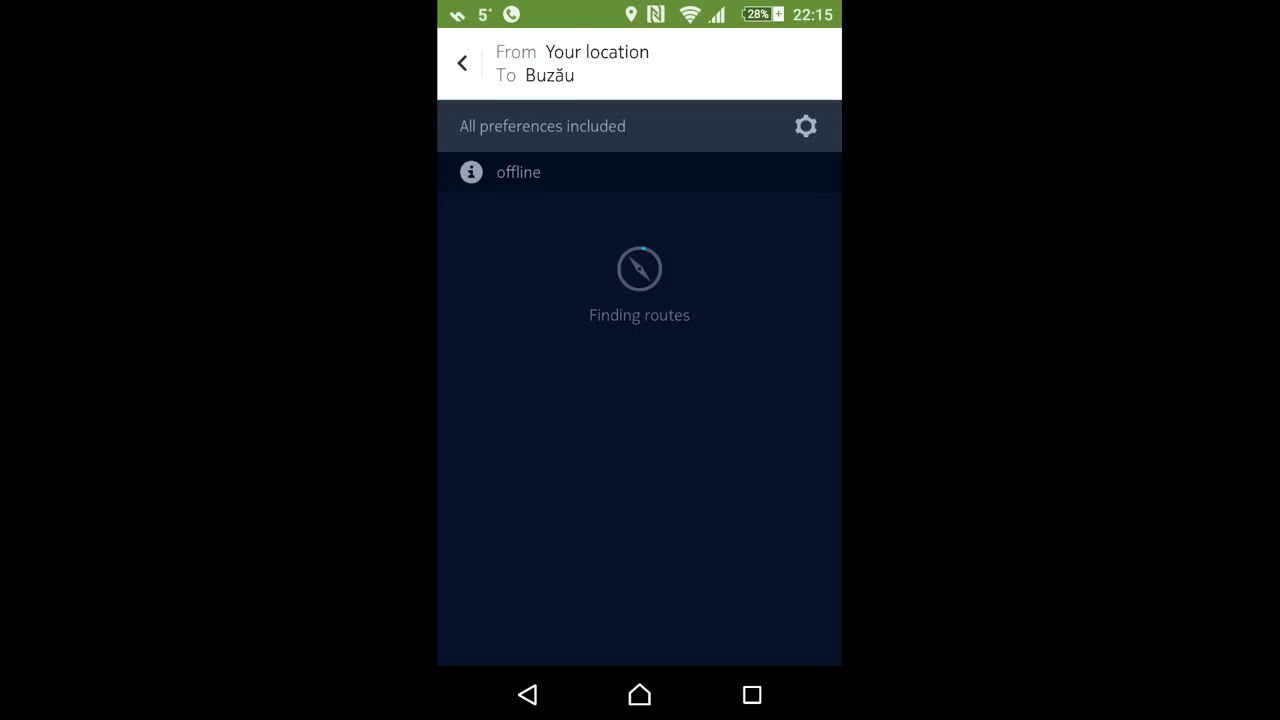 5° 28% 22:15
From Your location
To Buzău
All preferences included
offline
Finding routes